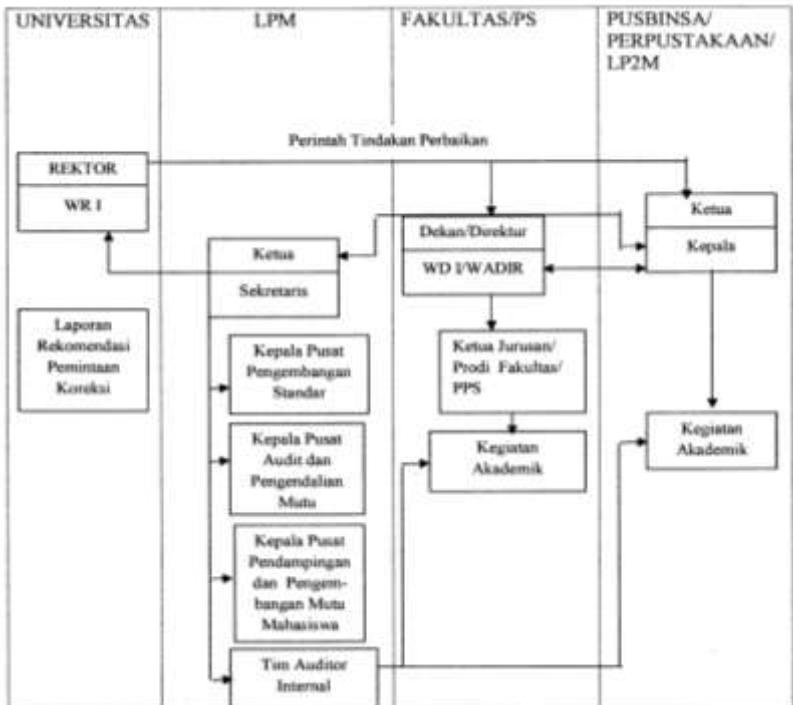 UNIVERSITAS
LPM
FAKULTAS/PS
PUSBINSA/
PERPUSTAKAAN/
LP2M
Perintah Tindakan Perbaikan
REKTOR
WR I
Ketua
Sekretaris
Dekan/Direktur
WD I/WADIR
Ketua
Kepala
Laporan
Rekomendasi
Pemintaan
Koreksi
Kepala Pusat
Pengembangan
Standar
Ketua Jurusan/
Prodi Fakultas/
PPS
Kepala Pusat
Audit dan
Pengendalian
Mutu
Kegiatan
Akademik
Kegiatan
Akademik
Kepala Pusat
Pendampingan
dan Pengem-
bangan Mutu
Mahasiswa
Tim Auditor
Internal